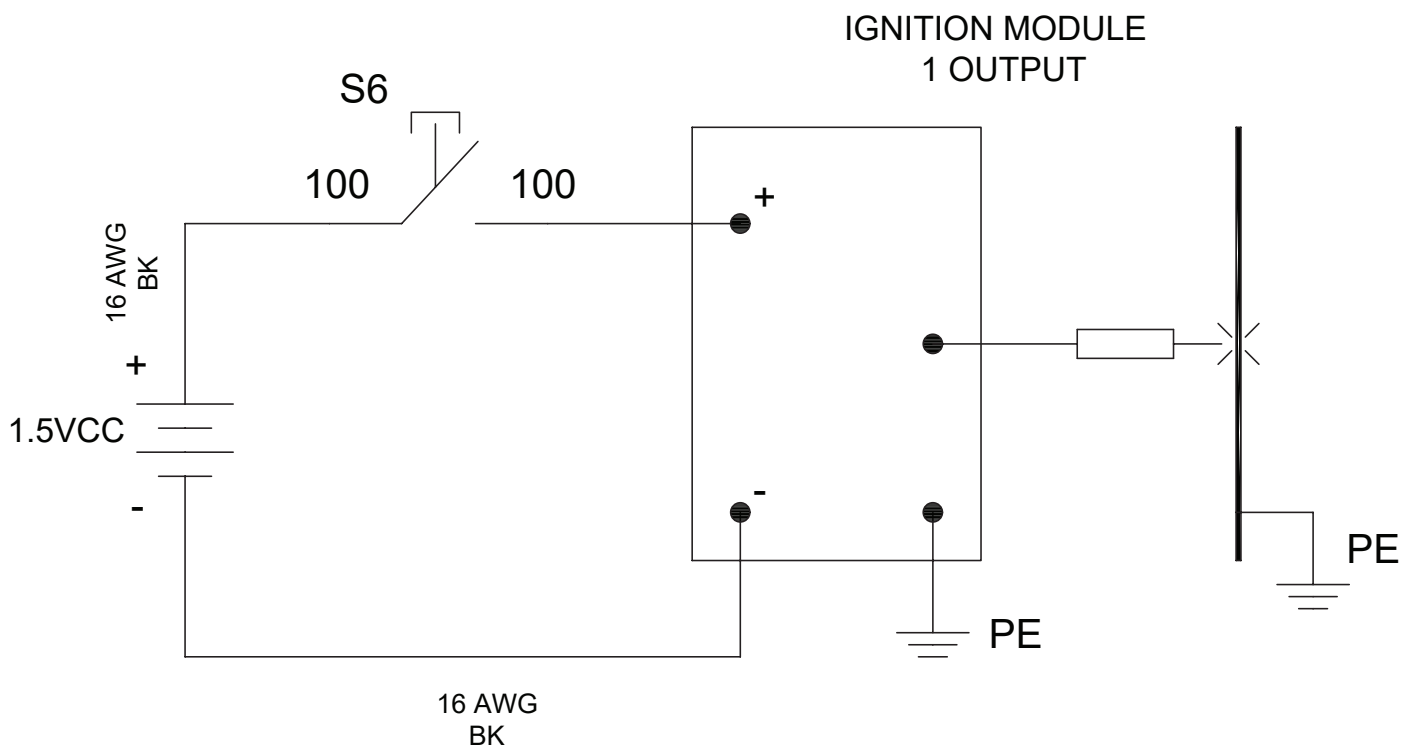 IGNITION MODULE
1 OUTPUT
S6
100
100
+
16 AWG
BK
+
1.5VCC
-
-
PE
PE
16 AWG
BK